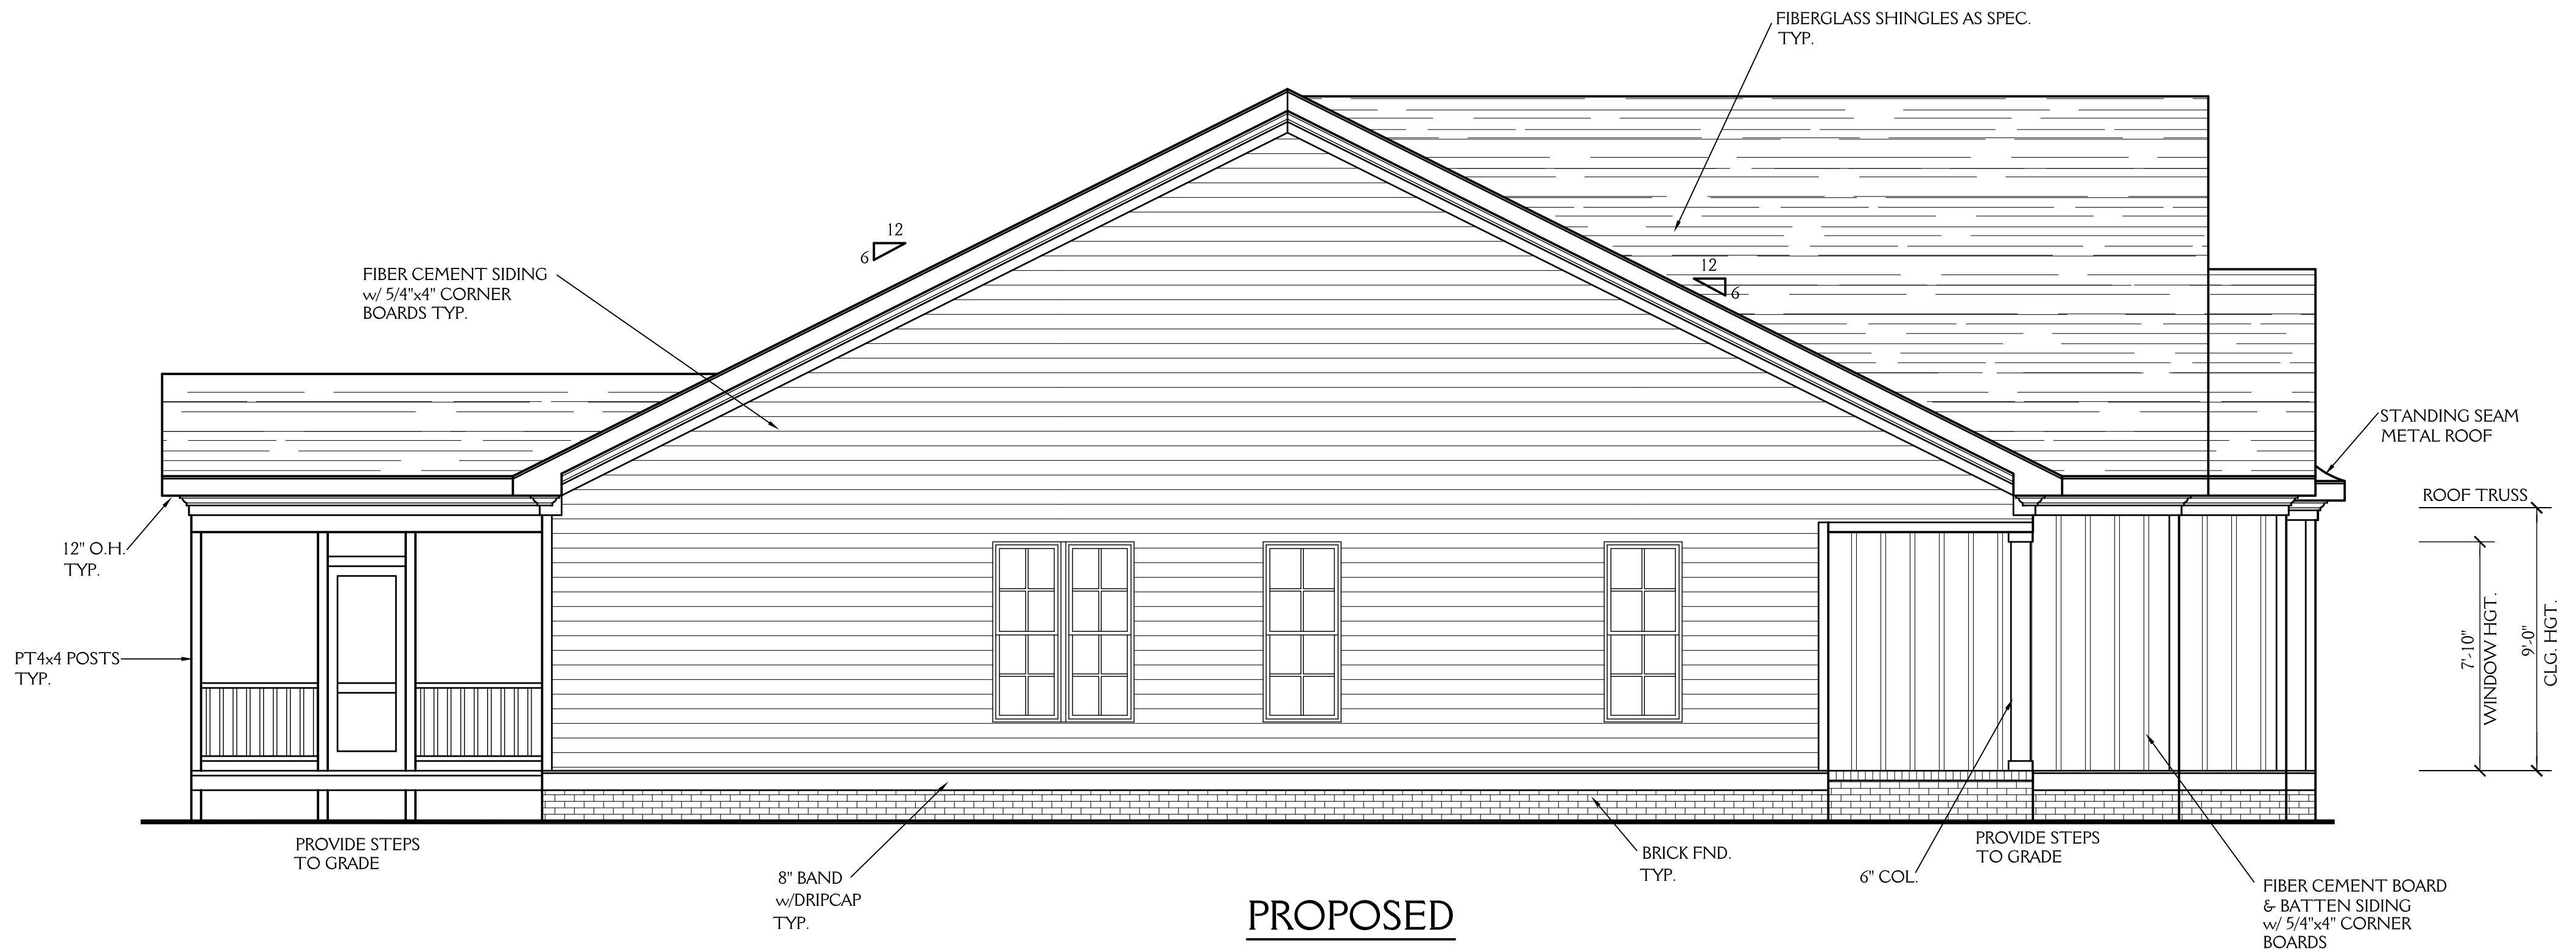 FIBERGLASS SHINGLES AS SPEC.
TYP.
12
6
12
6
FIBER CEMENT SIDING
w/ 5/4"x4" CORNER
BOARDS TYP.
STANDING SEAM
METAL ROOF
ROOF TRUSS
12" O.H.
TYP.
7'-10"
WINDOW HGT.
9'-0"
CLG. HGT.
PT4x4 POSTS
TYP.
PROVIDE STEPS
TO GRADE
8" BAND
w/DRIPCAP
TYP.
BRICK FND.
TYP.
6" COL.
PROVIDE STEPS
TO GRADE
FIBER CEMENT BOARD
& BATTEN SIDING
w/ 5/4"x4" CORNER
BOARDS
PROPOSED